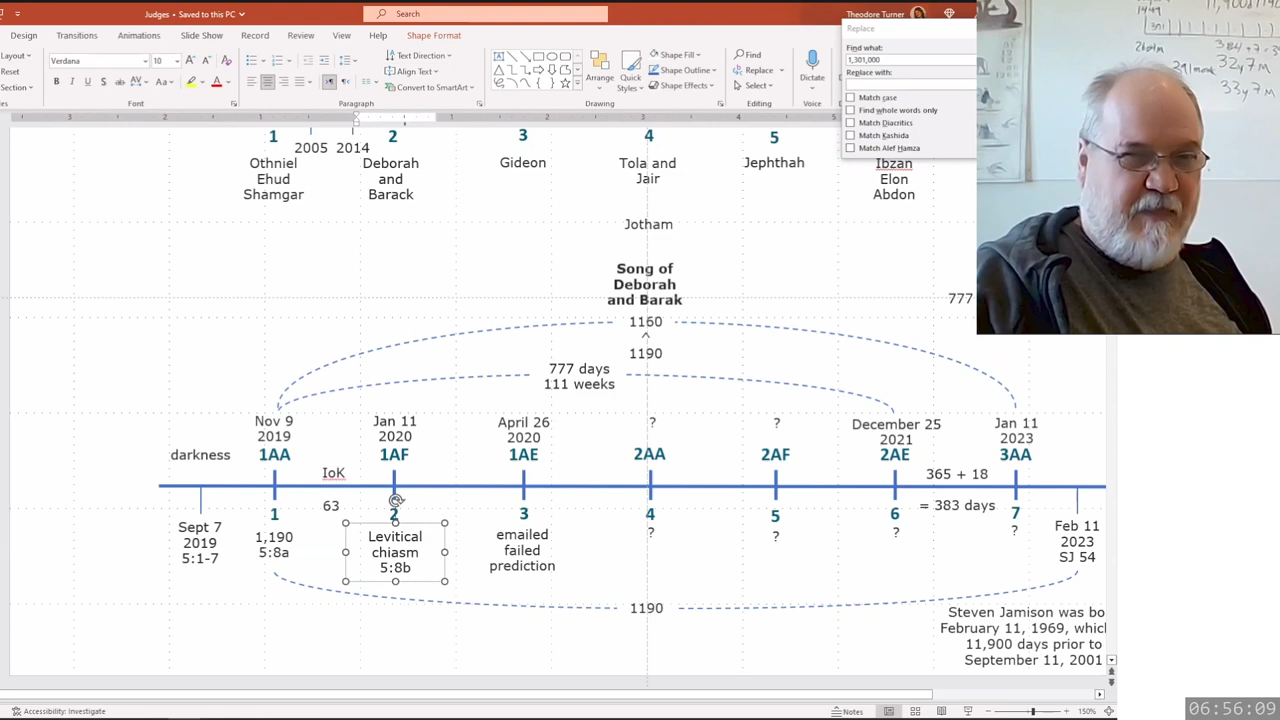 Judges • Saved to this PC
Search
Theodore Turner
Design Transitions Animations Slide Show Record Review View Help Shape Format
Layout
Reset
Section
Verdana 10
Text Direction
Align Text
Convert to SmartArt
Arrange
Quick Styles
Shape Fill
Shape Outline
Shape Effects
Find
Replace
Select
Dictate
Font Paragraph Drawing Editing Voice
Replace
Find what:
1,301,000
Replace with:
Match case
Find whole words only
Match Diacritics
Match Kashida
Match Alef Hamza
1 2 3 4 5
2005 2014
Othniel
Ehud
Shamgar
Deborah
and
Barack
Gideon
Tola and
Jair
Jephthah
Ibzan
Elon
Abdon
Jotham
Song of
Deborah
and Barak
777
1160
^
1190
777 days
111 weeks
Nov 9
2019
Jan 11
2020
April 26
2020
?
?
December 25
2021
Jan 11
2023
darkness 1AA 1AF 1AE 2AA 2AF 2AE 3AA
IoK
365 + 18
63
= 383 days
1 2 3 4 5 6 7
Sept 7
2019
5:1-7
1,190
5:8a
Levitical
chiasm
5:8b
emailed
failed
prediction
?
?
?
?
Feb 11
2023
SJ 54
1190
Steven Jamison was bo
February 11, 1969, which
11,900 days prior to
September 11, 2001
Accessibility: Investigate
Notes
150%
06:56:09